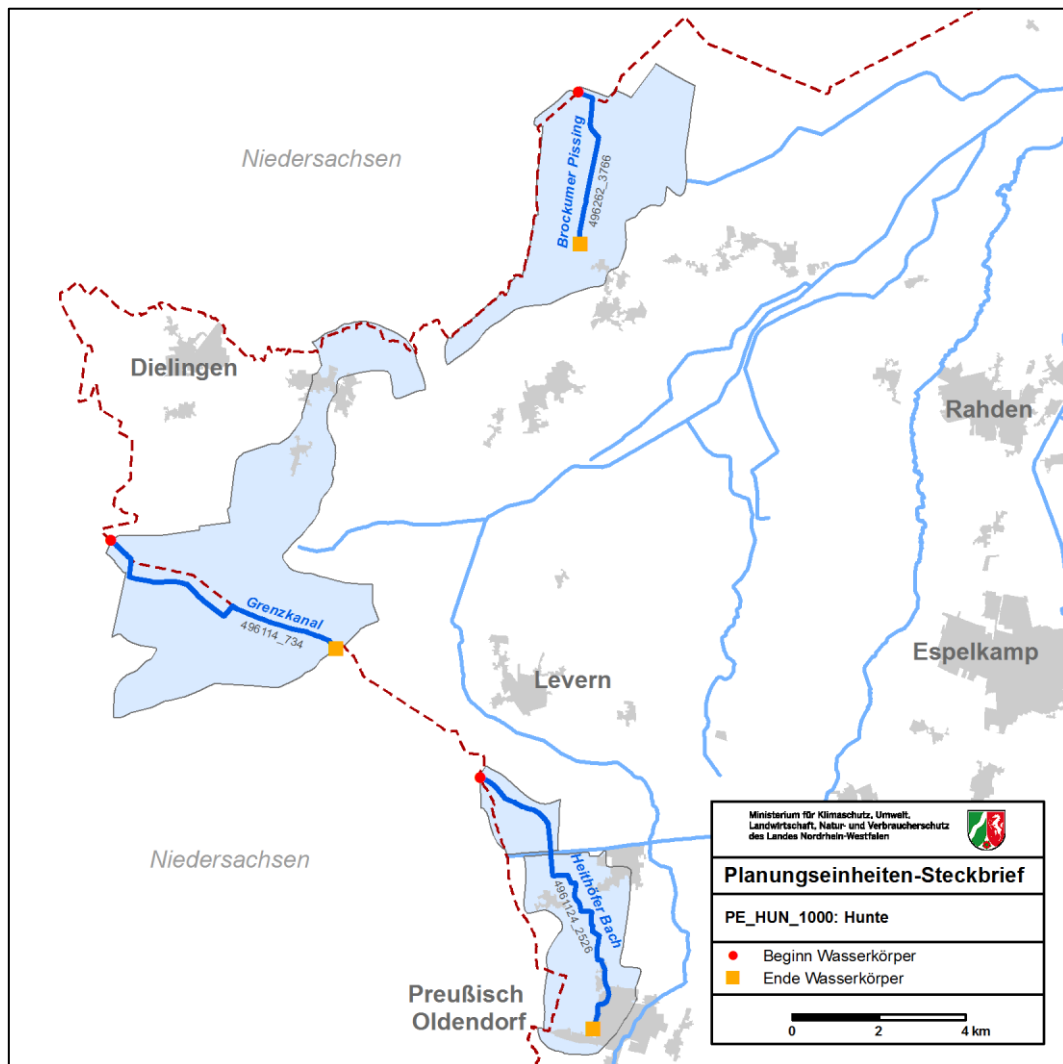 Niedersachsen
Brockumer Pissing
496262_3766
Dielingen
Rahden
Grenzkanal
496114_734
Levern
Espelkamp
Niedersachsen
Heithöfer Bach
4961124_2526
Preußisch
Oldendorf
Ministerium für Klimaschutz, Umwelt,
Landwirtschaft, Natur- und Verbraucherschutz
des Landes Nordrhein-Westfalen
Planungseinheiten-Steckbrief
PE_HUN_1000: Hunte
Beginn Wasserkörper
Ende Wasserkörper
0 2 4 km